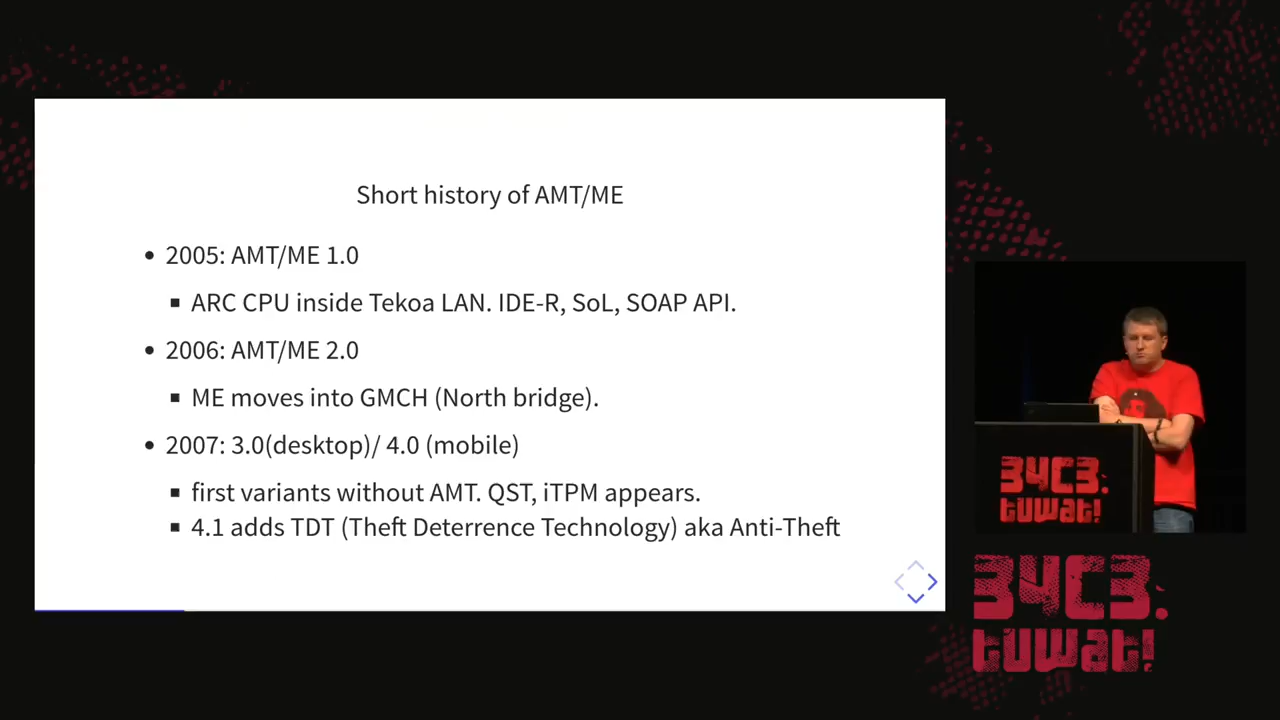 Short history of AMT/ME
• 2005: AMT/ME 1.0
▪ ARC CPU inside Tekoa LAN. IDE-R, SoL, SOAP API.
• 2006: AMT/ME 2.0
▪ ME moves into GMCH (North bridge).
• 2007: 3.0(desktop)/ 4.0 (mobile)
▪ first variants without AMT. QST, iTPM appears.
▪ 4.1 adds TDT (Theft Deterrence Technology) aka Anti-Theft
34C3:
tuwat!
34C3.
tuwat!